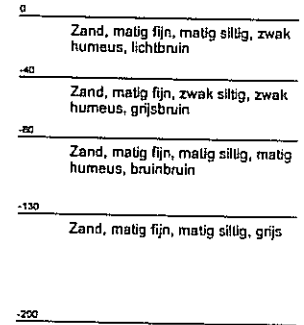 0
Zand, matig fijn, matig siltig, zwak
humeus, lichtbruin
-40
Zand, matig fijn, zwak siltig, zwak
humeus, grijsbruin
-80
Zand, matig fijn, matig siltig, matig
humeus, bruinbruin
-130
Zand, matig fijn, matig siltig, grijs
-200